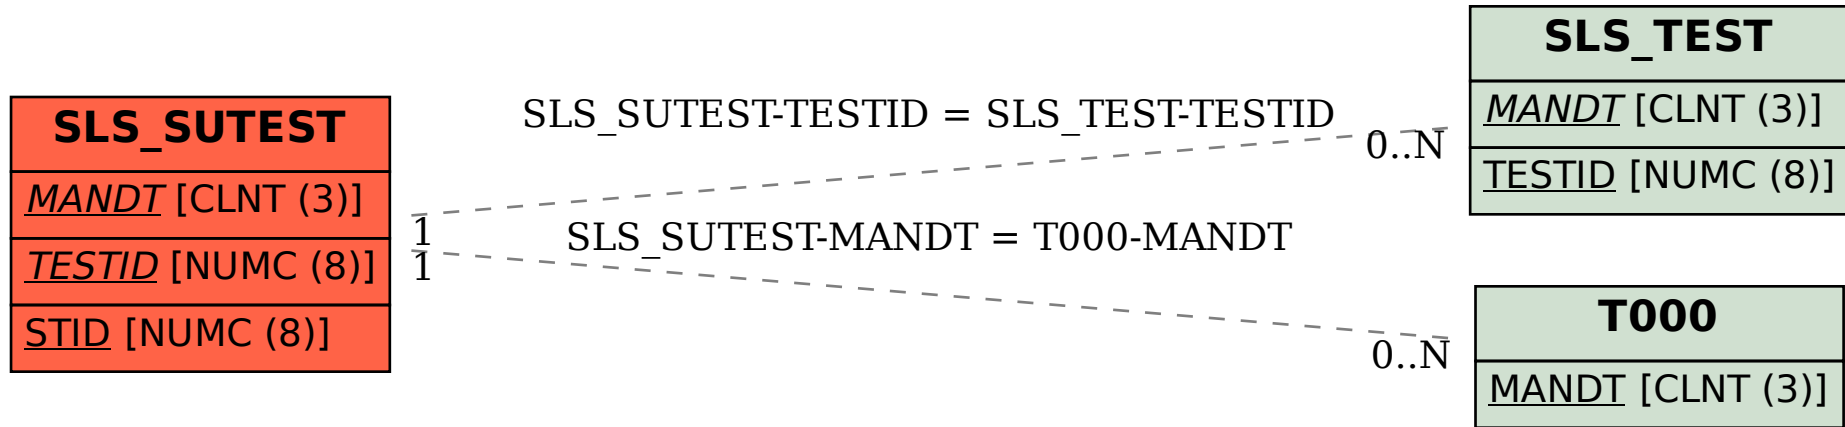 SLS_SUTEST
MANDT [CLNT (3)]
TESTID [NUMC (8)]
STID [NUMC (8)]
SLS_SUTEST-TESTID = SLS_TEST-TESTID
0..N
1
SLS_SUTEST-MANDT = T000-MANDT
1
0..N
SLS_TEST
MANDT [CLNT (3)]
TESTID [NUMC (8)]
T000
MANDT [CLNT (3)]